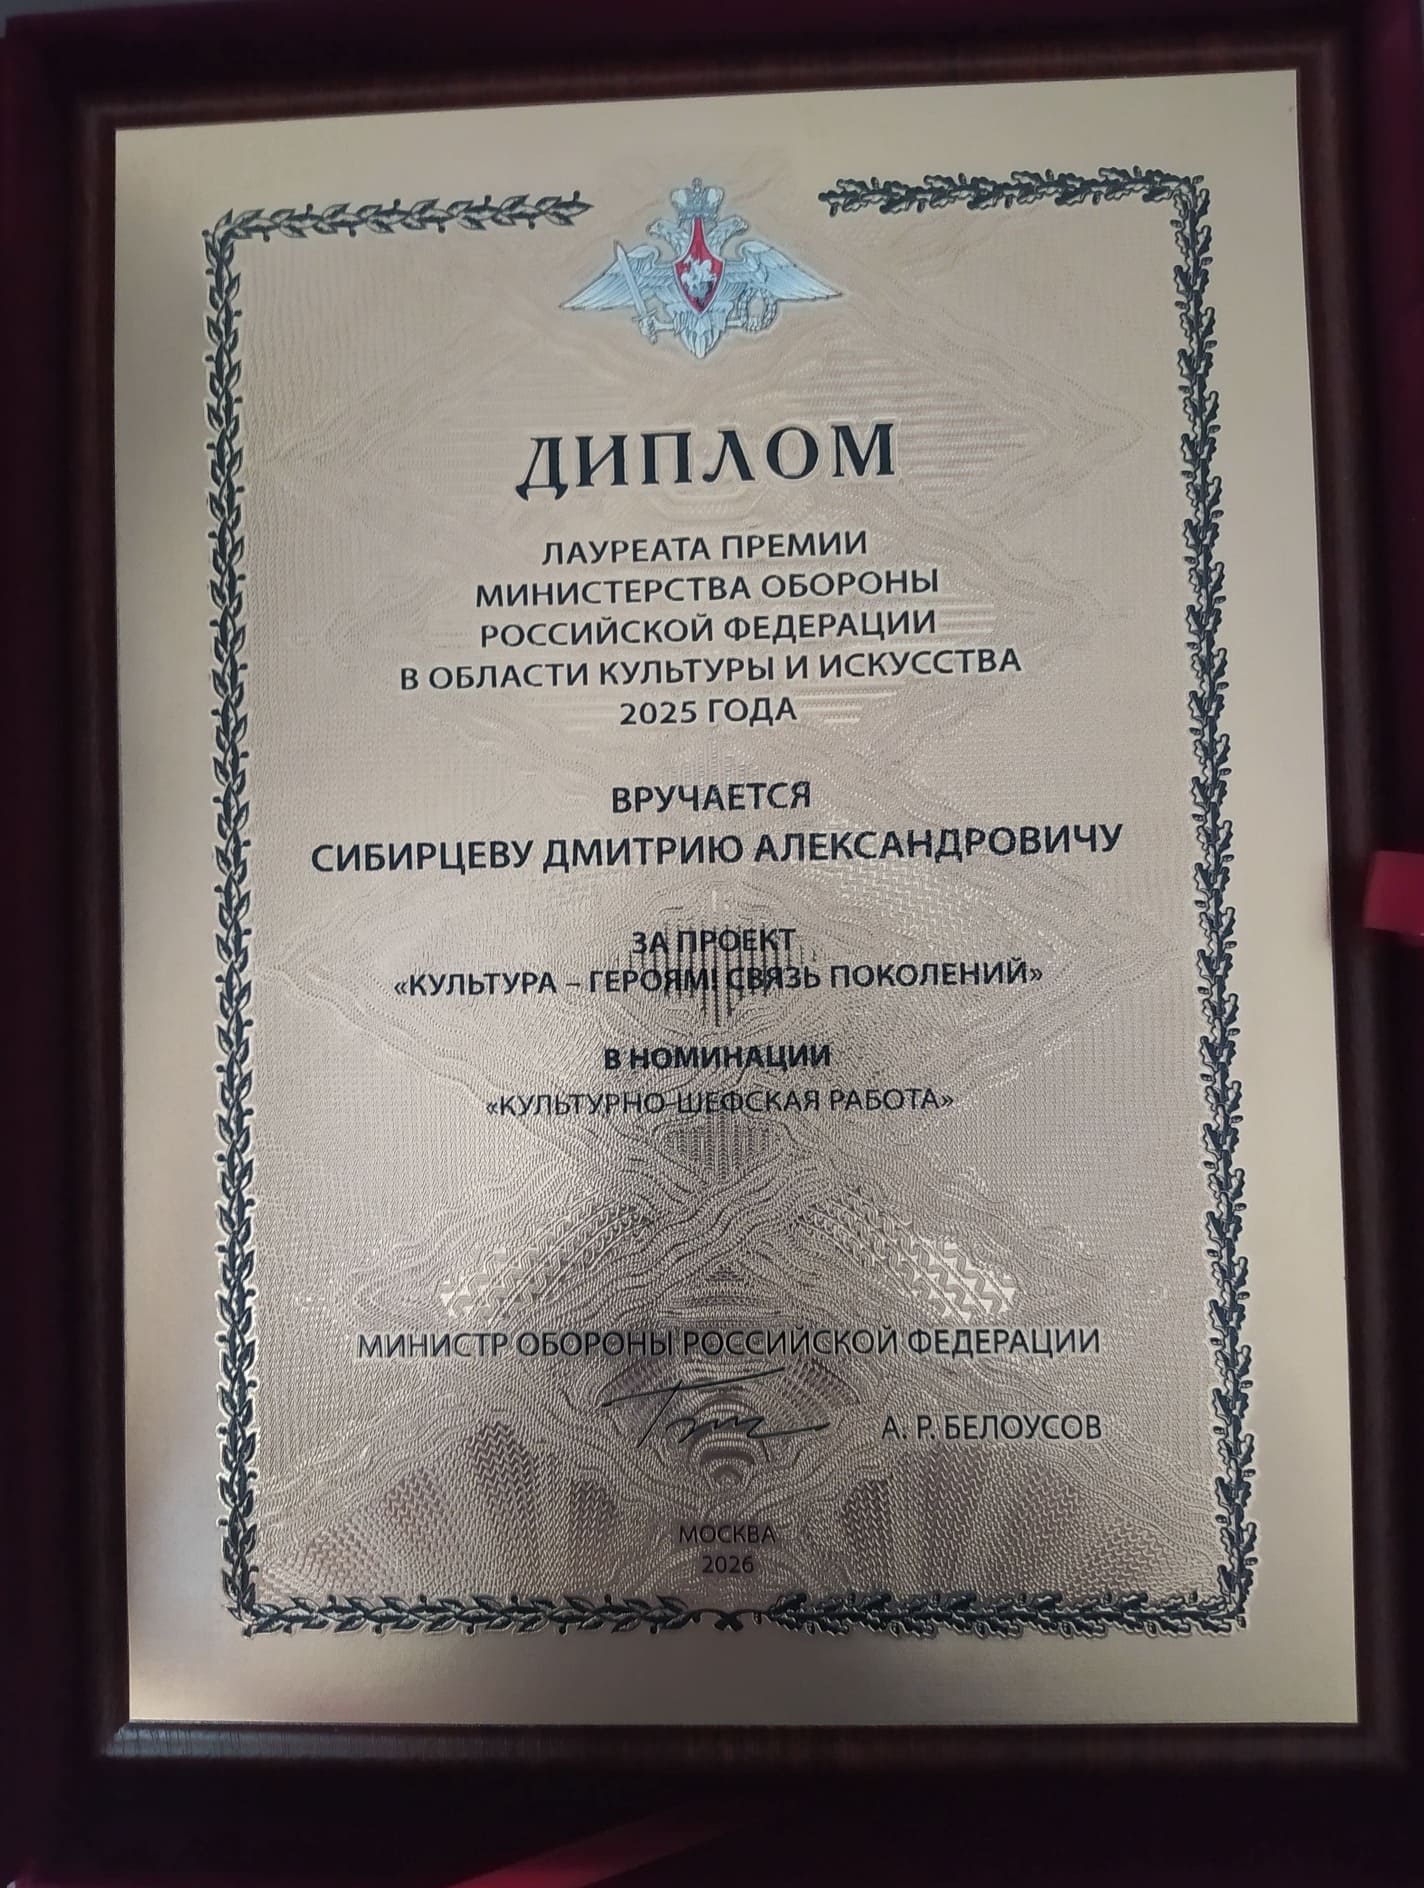 ДИПЛОМ
ЛАУРЕАТА ПРЕМИИ
МИНИСТЕРСТВА ОБОРОНЫ
РОССИЙСКОЙ ФЕДЕРАЦИИ
В ОБЛАСТИ КУЛЬТУРЫ И ИСКУССТВА
2025 ГОДА
ВРУЧАЕТСЯ
СИБИРЦЕВУ ДМИТРИЮ АЛЕКСАНДРОВИЧУ
ЗА ПРОЕКТ
«КУЛЬТУРА – ГЕРОЯМ! СВЯЗЬ ПОКОЛЕНИЙ»
В НОМИНАЦИИ
«КУЛЬТУРНО-ШЕФСКАЯ РАБОТА»
МИНИСТР ОБОРОНЫ РОССИЙСКОЙ ФЕДЕРАЦИИ
А. Р. БЕЛОУСОВ
МОСКВА
2026